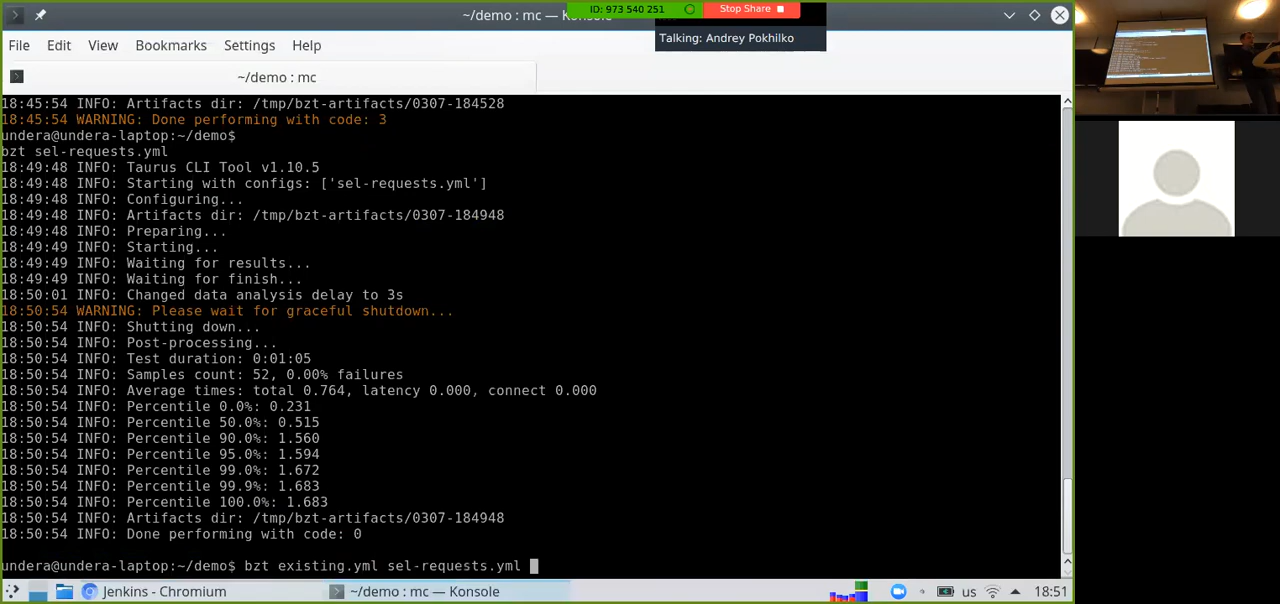 ~/demo : mc — Konsole
ID: 973 540 251
Stop Share
Talking: Andrey Pokhilko
File Edit View Bookmarks Settings Help
~/demo : mc
18:45:54 INFO: Artifacts dir: /tmp/bzt-artifacts/0307-184528
18:45:54 WARNING: Done performing with code: 3
undera@undera-laptop:~/demo$
bzt sel-requests.yml
18:49:48 INFO: Taurus CLI Tool v1.10.5
18:49:48 INFO: Starting with configs: ['sel-requests.yml']
18:49:48 INFO: Configuring...
18:49:48 INFO: Artifacts dir: /tmp/bzt-artifacts/0307-184948
18:49:48 INFO: Preparing...
18:49:49 INFO: Starting...
18:49:49 INFO: Waiting for results...
18:49:49 INFO: Waiting for finish...
18:50:01 INFO: Changed data analysis delay to 3s
18:50:54 WARNING: Please wait for graceful shutdown...
18:50:54 INFO: Shutting down...
18:50:54 INFO: Post-processing...
18:50:54 INFO: Test duration: 0:01:05
18:50:54 INFO: Samples count: 52, 0.00% failures
18:50:54 INFO: Average times: total 0.764, latency 0.000, connect 0.000
18:50:54 INFO: Percentile 0.0%: 0.231
18:50:54 INFO: Percentile 50.0%: 0.515
18:50:54 INFO: Percentile 90.0%: 1.560
18:50:54 INFO: Percentile 95.0%: 1.594
18:50:54 INFO: Percentile 99.0%: 1.672
18:50:54 INFO: Percentile 99.9%: 1.683
18:50:54 INFO: Percentile 100.0%: 1.683
18:50:54 INFO: Artifacts dir: /tmp/bzt-artifacts/0307-184948
18:50:54 INFO: Done performing with code: 0
undera@undera-laptop:~/demo$ bzt existing.yml sel-requests.yml
Jenkins - Chromium
~/demo : mc — Konsole
us
18:51